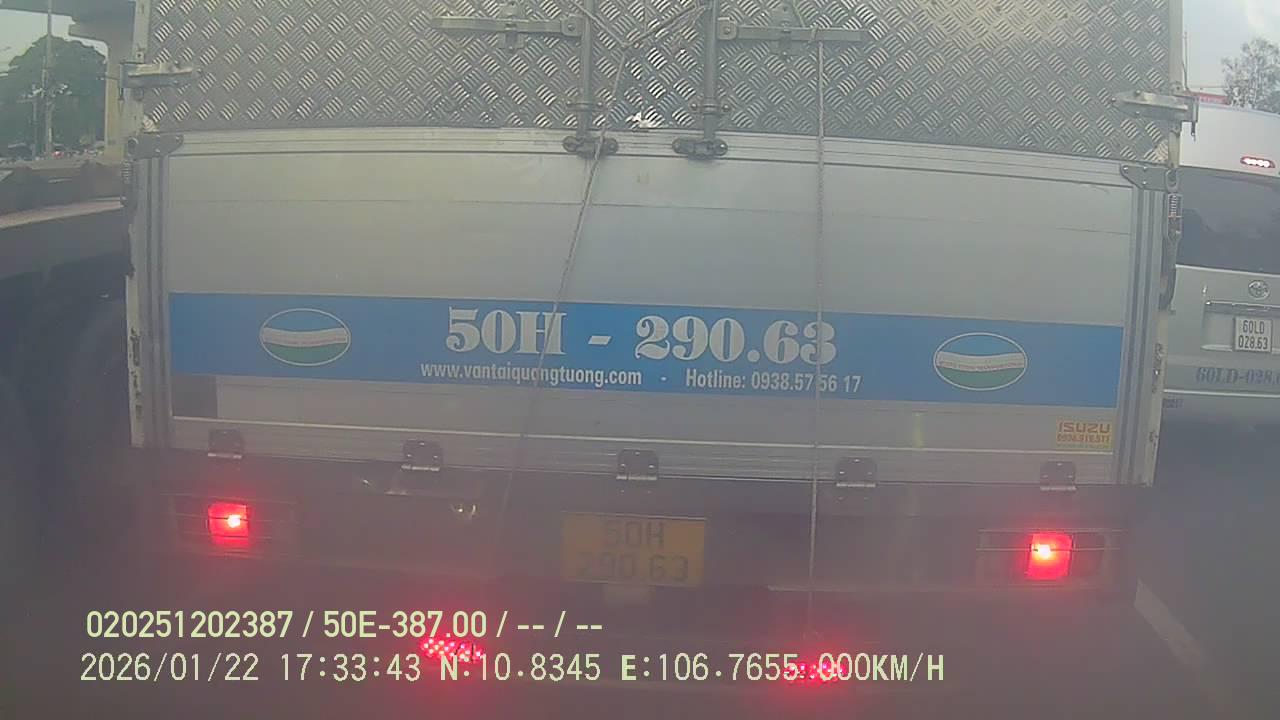 50H - 290.63
www.vantaiquangtuong.com - Hotline: 0938.57 56 17
60LD
028.63
60LD-028.
ISUZU
50H
290.63
020251202387 / 50E-387.00 / -- / --
2026/01/22 17:33:43 N:10.8345 E:106.7655 000KM/H